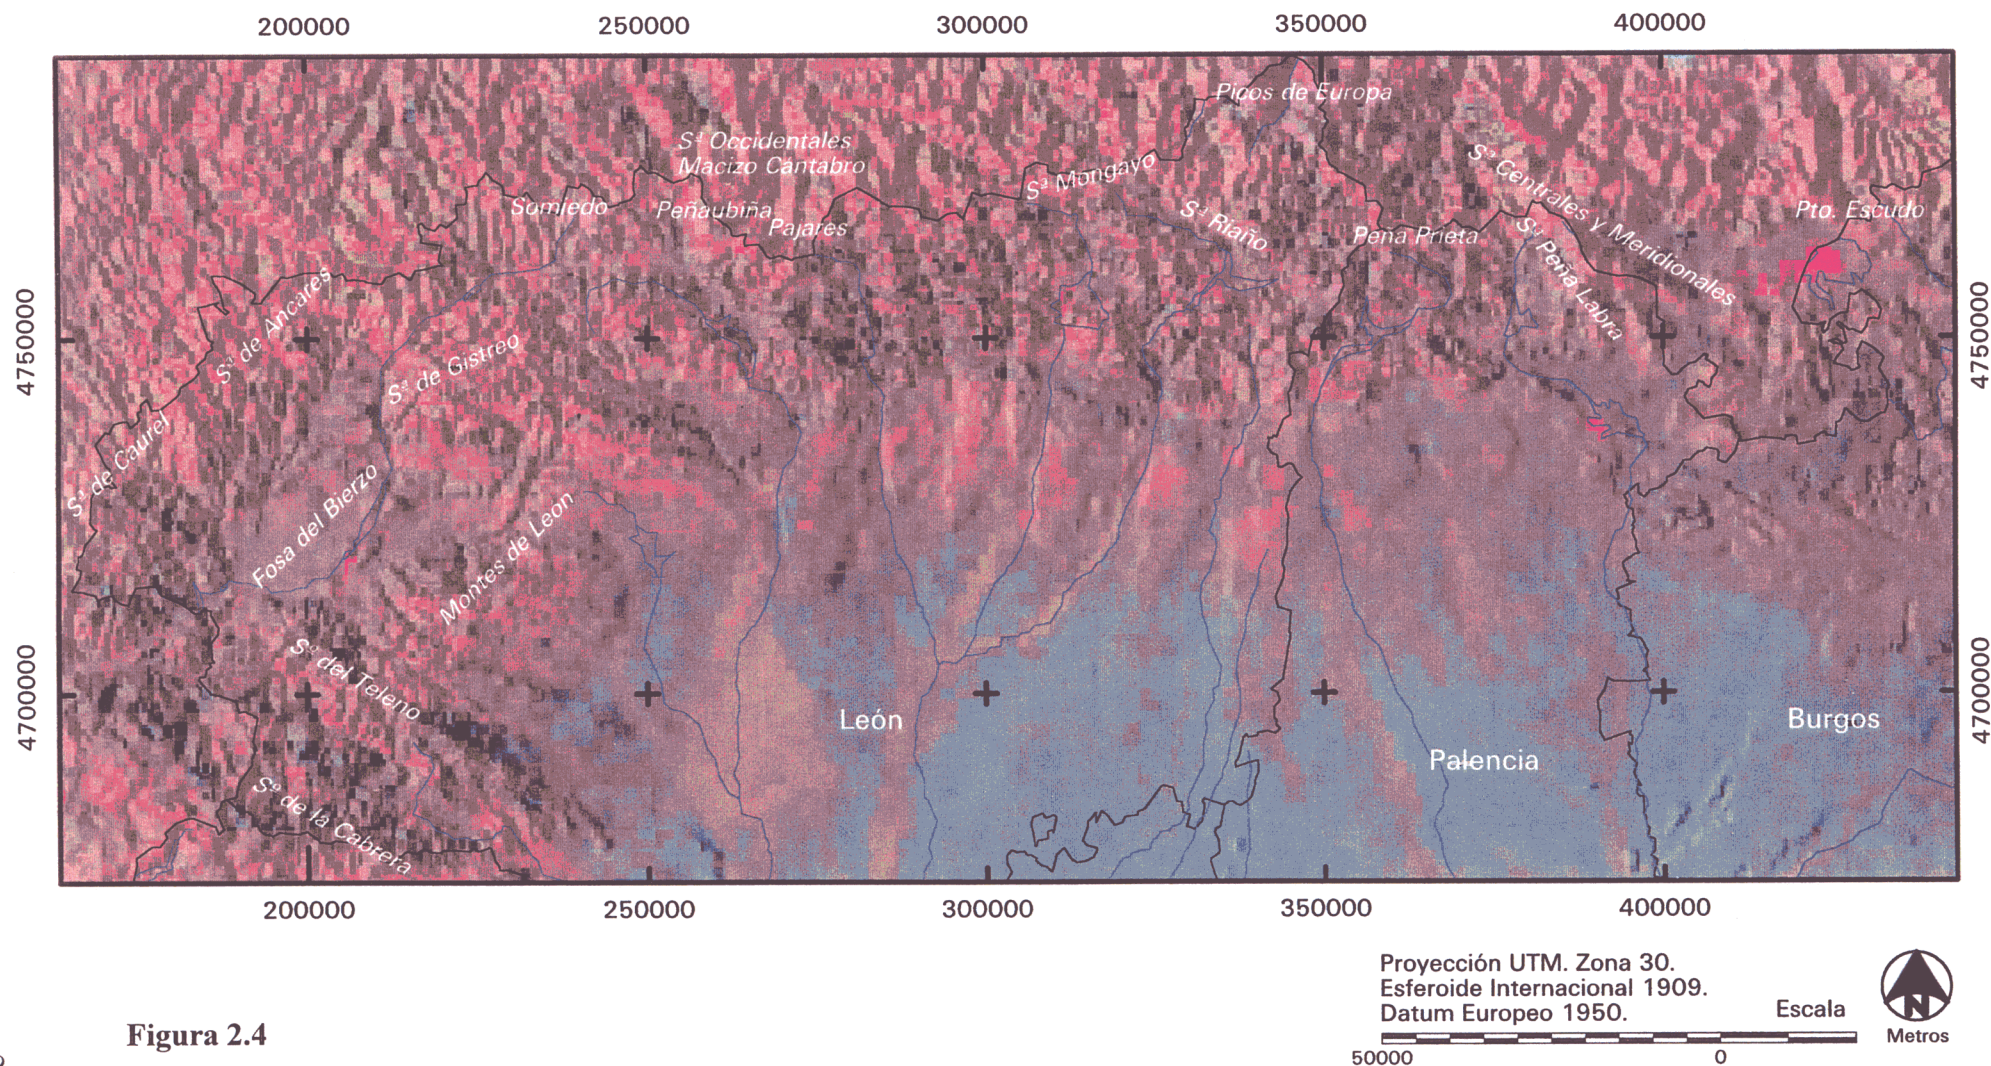 200000 250000 300000 350000 400000
Picos de Europa
Sª Occidentales
Macizo Cantabro
Sª Mongayo
Sª Centrales y Meridionales
Somiedo
Peñaubiña
Pajares
Sª Riaño
Peña Prieta
Sª Peña Labra
Pto. Escudo
4750000
4750000
Sª de Ancares
Sª de Gistreo
Sª de Caurel
Fosa del Bierzo
Montes de Leon
Sª del Teleno
4700000
4700000
León
Palencia
Burgos
Sª de la Cabrera
200000 250000 300000 350000 400000
Proyección UTM. Zona 30.
Esferoide Internacional 1909.
Datum Europeo 1950.
Escala
N
Metros
50000 0
Figura 2.4